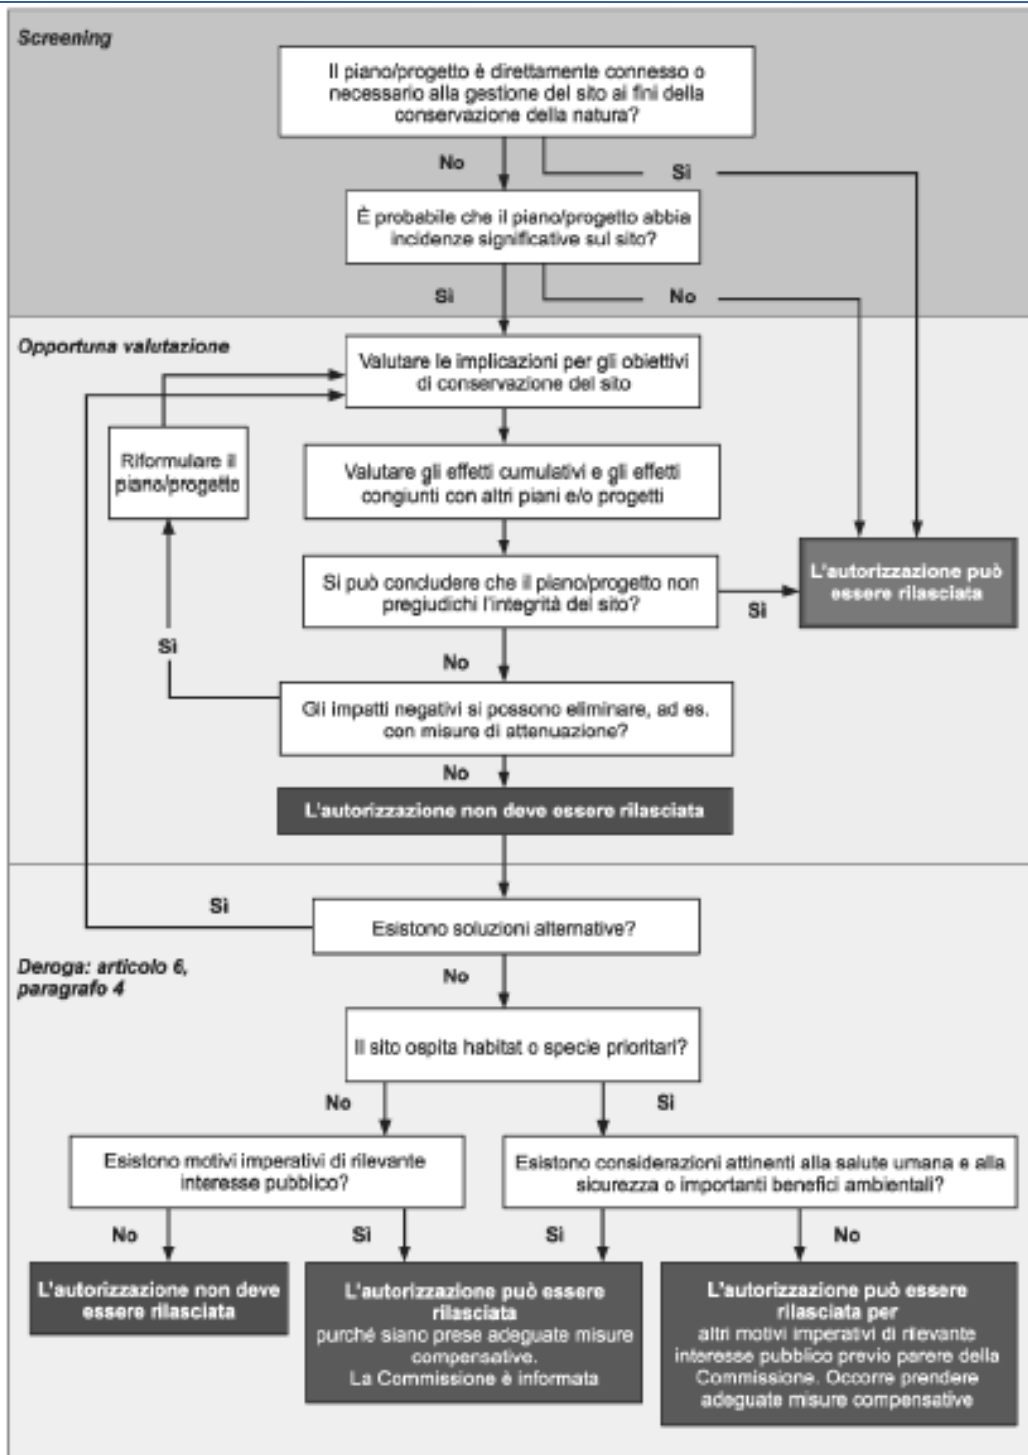 Screening
Il piano/progetto è direttamente connesso o
necessario alla gestione del sito ai fini della
conservazione della natura?
No
Sì
È probabile che il piano/progetto abbia
incidenze significative sul sito?
Sì
No
Opportuna valutazione
Valutare le implicazioni per gli obiettivi
di conservazione del sito
Riformulare il
piano/progetto
Valutare gli effetti cumulativi e gli effetti
congiunti con altri piani e/o progetti
Si può concludere che il piano/progetto non
pregiudichi l'integrità del sito?
Sì
L'autorizzazione può
essere rilasciata
Sì
No
Gli impatti negativi si possono eliminare, ad es.
con misure di attenuazione?
No
L'autorizzazione non deve essere rilasciata
Sì
Esistono soluzioni alternative?
Deroga: articolo 6,
paragrafo 4
No
Il sito ospita habitat o specie prioritari?
No
Sì
Esistono motivi imperativi di rilevante
interesse pubblico?
Esistono considerazioni attinenti alla salute umana e alla
sicurezza o importanti benefici ambientali?
No
Sì
Sì
No
L'autorizzazione non deve
essere rilasciata
L'autorizzazione può essere
rilasciata
purché siano prese adeguate misure
compensative.
La Commissione è informata
L'autorizzazione può essere
rilasciata per
altri motivi imperativi di rilevante
interesse pubblico previo parere della
Commissione. Occorre prendere
adeguate misure compensative